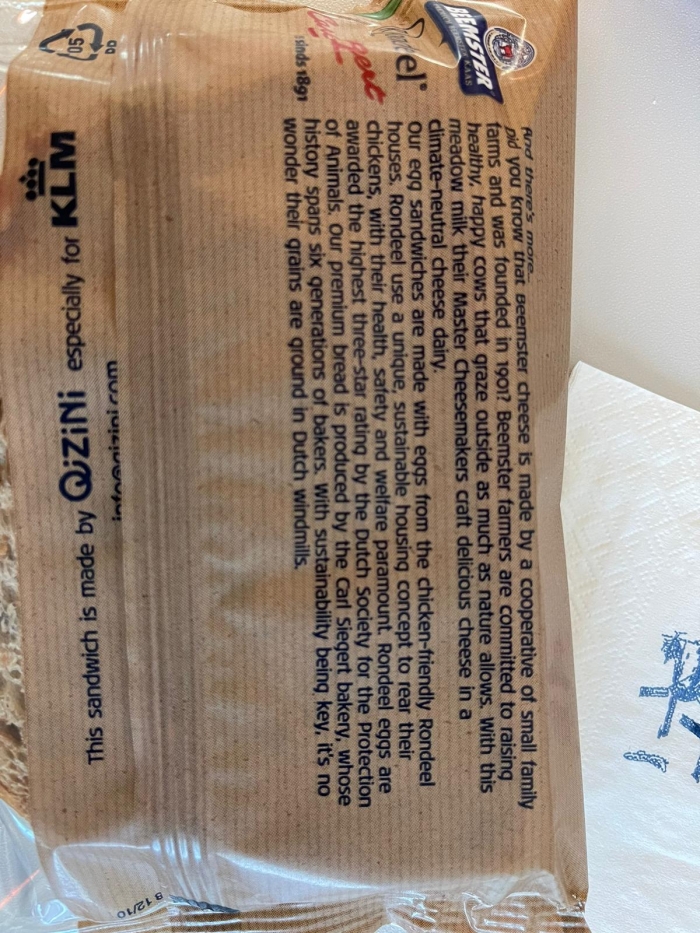 BEEMSTER
KAAS
el®
sinds 1891
And there's more...
Did you know that Beemster cheese is made by a cooperative of small family
farms and was founded in 1901? Beemster farmers are committed to raising
healthy, happy cows that graze outside as much as nature allows. With this
meadow milk their Master Cheesemakers craft delicious cheese in a
climate-neutral cheese dairy.
Our egg sandwiches are made with eggs from the chicken-friendly Rondeel
houses. Rondeel use a unique, sustainable housing concept to rear their
chickens, with their health, safety and welfare paramount. Rondeel eggs are
awarded the highest three-star rating by the Dutch Society for the Protection
of Animals. Our premium bread is produced by the Carl Siegert bakery, whose
history spans six generations of bakers. With sustainability being key, it's no
wonder their grains are ground in Dutch windmills.
05
info@qizini.com
This sandwich is made by QiZiNi especially for KLM
B 12/10